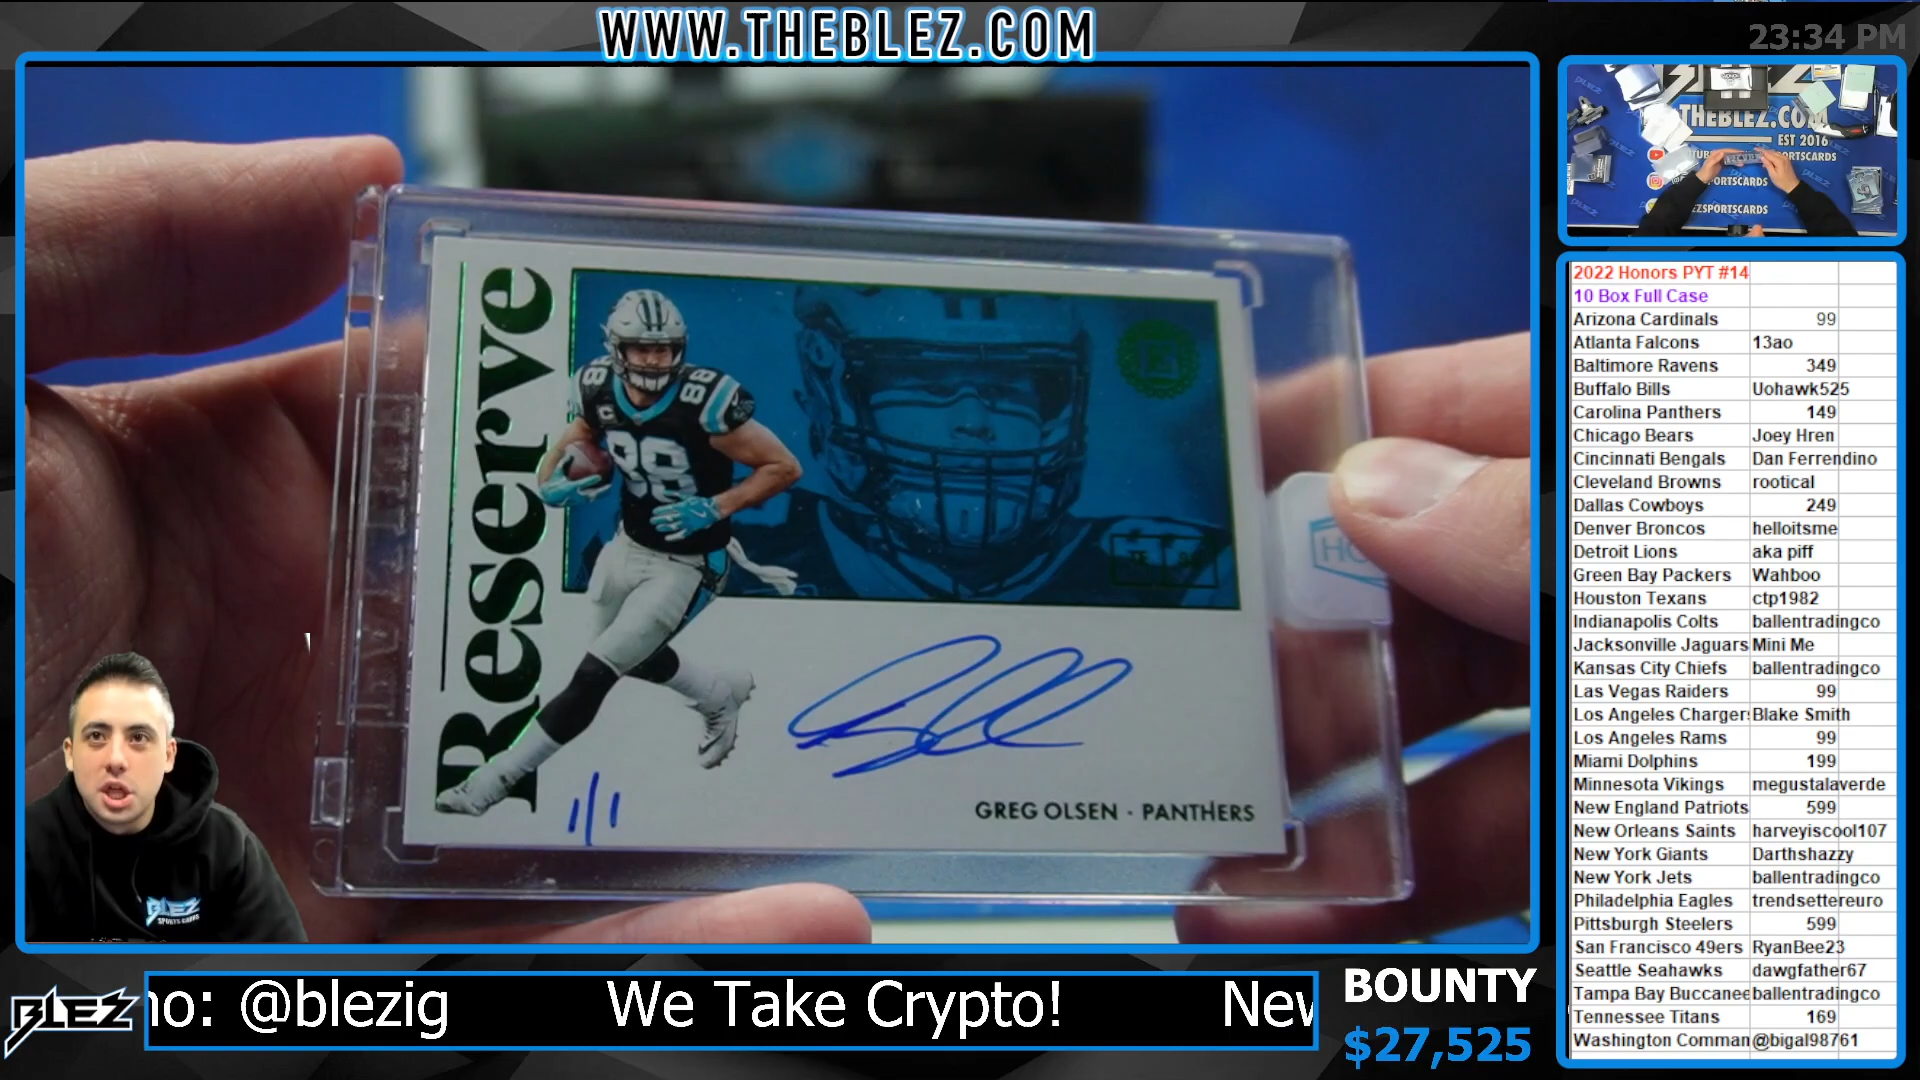 WWW.THEBLEZ.COM
23:34 PM
THEBLEZ.COM
EST 2016
Reserve
88
88
88
E
1/1
GREG OLSEN · PANTHERS
BLEZ
SPORTS CARDS
2022 Honors PYT #14
10 Box Full Case
Arizona Cardinals 99
Atlanta Falcons 13ao
Baltimore Ravens 349
Buffalo Bills Uohawk525
Carolina Panthers 149
Chicago Bears Joey Hren
Cincinnati Bengals Dan Ferrendino
Cleveland Browns rootical
Dallas Cowboys 249
Denver Broncos helloitsme
Detroit Lions aka piff
Green Bay Packers Wahboo
Houston Texans ctp1982
Indianapolis Colts ballentradingco
Jacksonville Jaguars Mini Me
Kansas City Chiefs ballentradingco
Las Vegas Raiders 99
Los Angeles Charger Blake Smith
Los Angeles Rams 99
Miami Dolphins 199
Minnesota Vikings megustalaverde
New England Patriots 599
New Orleans Saints harveyiscool107
New York Giants Darthshazzy
New York Jets ballentradingco
Philadelphia Eagles trendsettereuro
Pittsburgh Steelers 599
San Francisco 49ers RyanBee23
Seattle Seahawks dawgfather67
Tampa Bay Buccanee ballentradingco
Tennessee Titans 169
Washington Comman @bigal98761
BLEZ
no: @blezig We Take Crypto! New
BOUNTY
$27,525